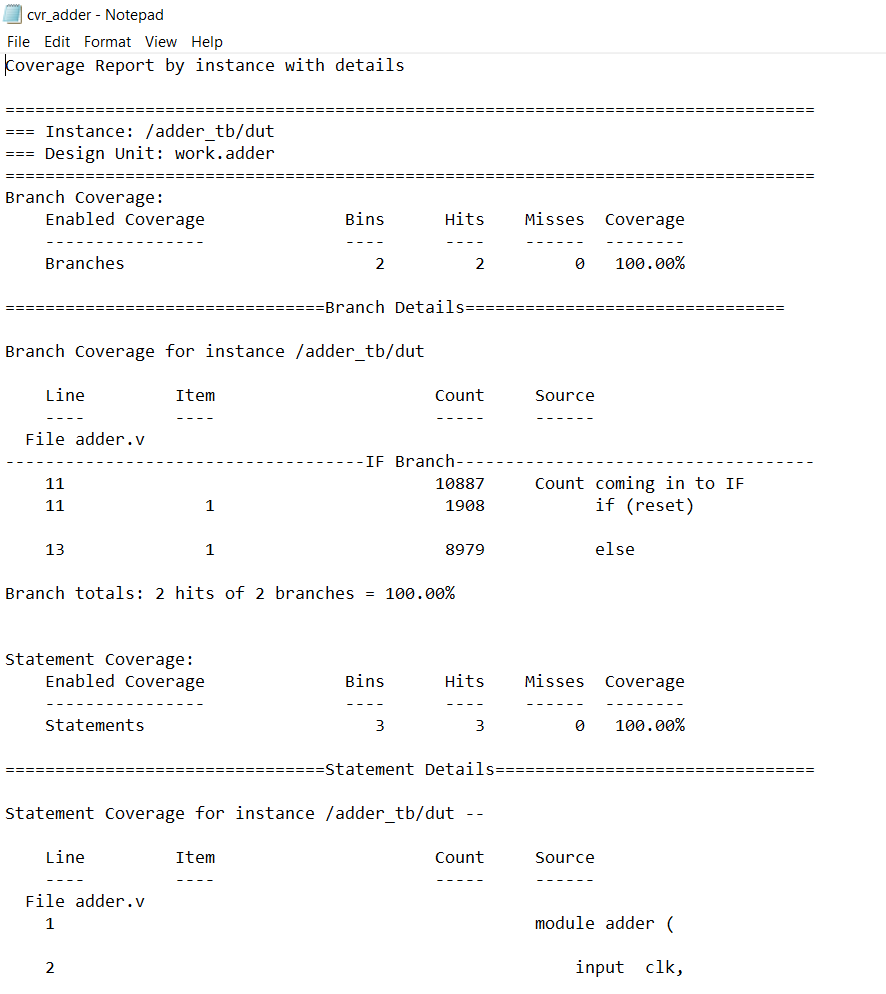 cvr_adder - Notepad
File Edit Format View Help
Coverage Report by instance with details
=================================================================================
=== Instance: /adder_tb/dut
=== Design Unit: work.adder
=================================================================================
Branch Coverage:
    Enabled Coverage              Bins      Hits    Misses  Coverage
    ----------------              ----      ----    ------  --------
    Branches                         2         2         0   100.00%
================================Branch Details================================
Branch Coverage for instance /adder_tb/dut
    Line         Item                      Count     Source
    ----         ----                      -----     ------
  File adder.v
------------------------------------IF Branch------------------------------------
    11                                     10887     Count coming in to IF
    11              1                       1908           if (reset)
    13              1                       8979           else
Branch totals: 2 hits of 2 branches = 100.00%
Statement Coverage:
    Enabled Coverage              Bins      Hits    Misses  Coverage
    ----------------              ----      ----    ------  --------
    Statements                       3         3         0   100.00%
================================Statement Details================================
Statement Coverage for instance /adder_tb/dut --
    Line         Item                      Count     Source
    ----         ----                      -----     ------
  File adder.v
    1                                                module adder (
    2                                                    input  clk,